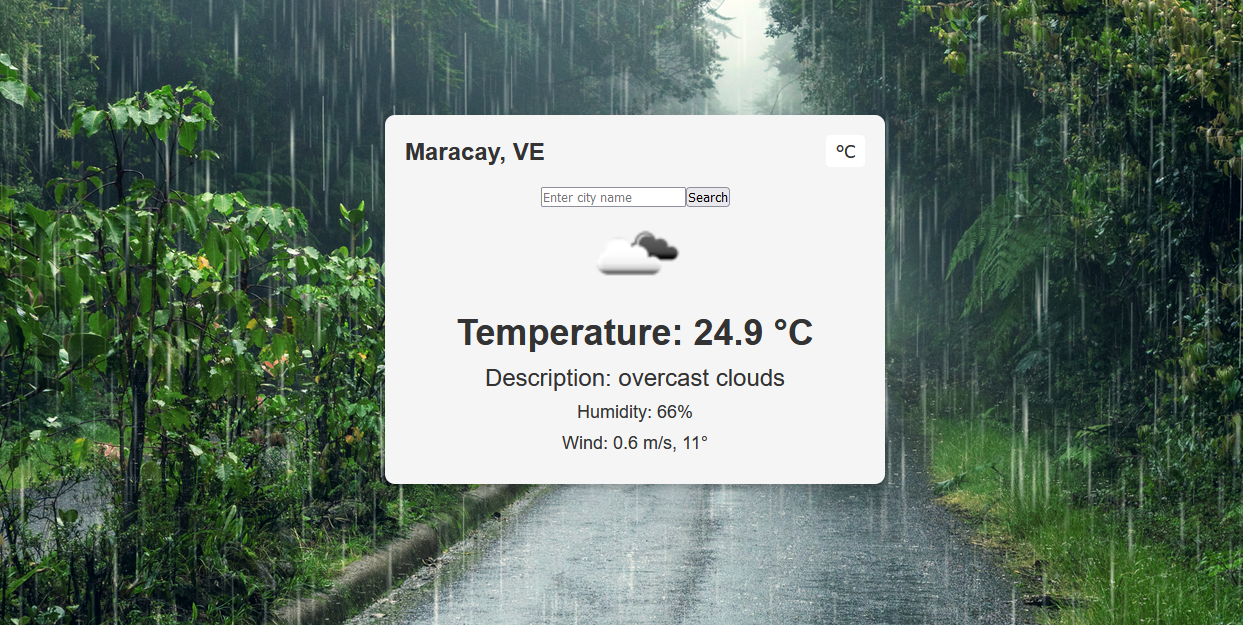 Maracay, VE
°C
Enter city name
Search
Temperature: 24.9 °C
Description: overcast clouds
Humidity: 66%
Wind: 0.6 m/s, 11°